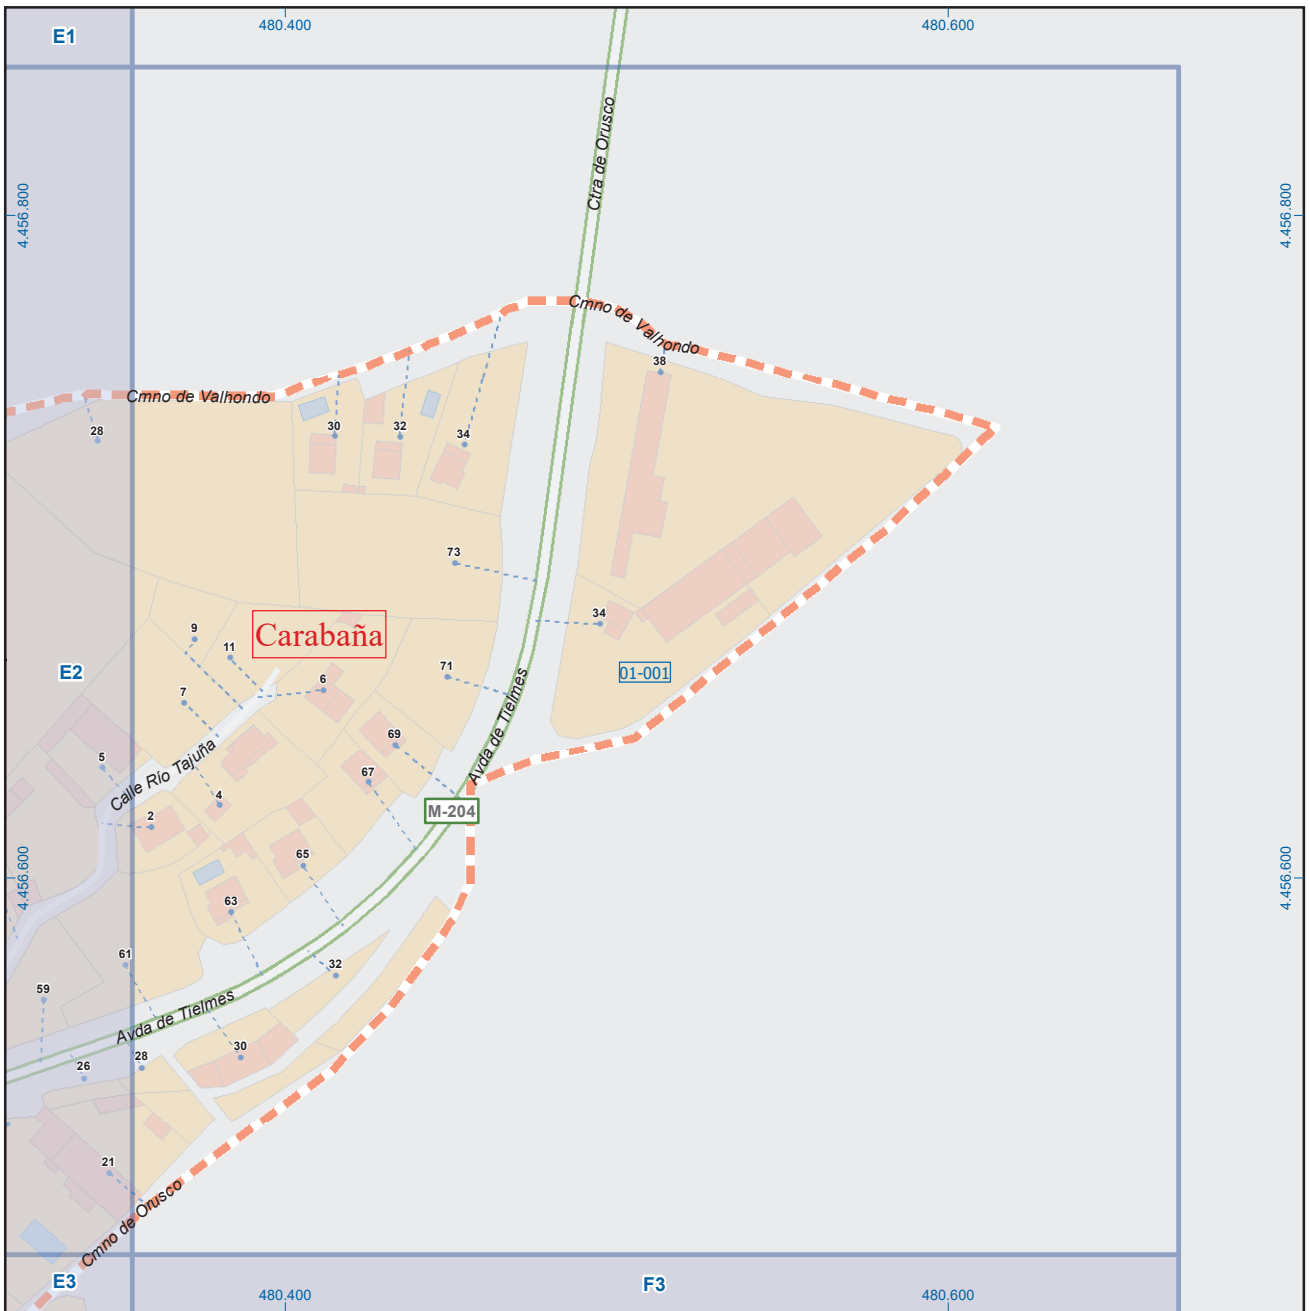 480.400
480.600
E1
Ctra de Orusco
4.456.800
4.456.800
Cmno de Valhondo
Cmno de Valhondo
38
28
30
32
34
73
34
9
11
Carabaña
E2
71
01-001
6
7
69
Avda de Tielmes
5
67
Calle Río Tajuña
4
2
M-204
65
4.456.600
4.456.600
63
61
32
59
Avda de Tielmes
30
28
26
21
Cmno de Orusco
E3
F3
480.400
480.600